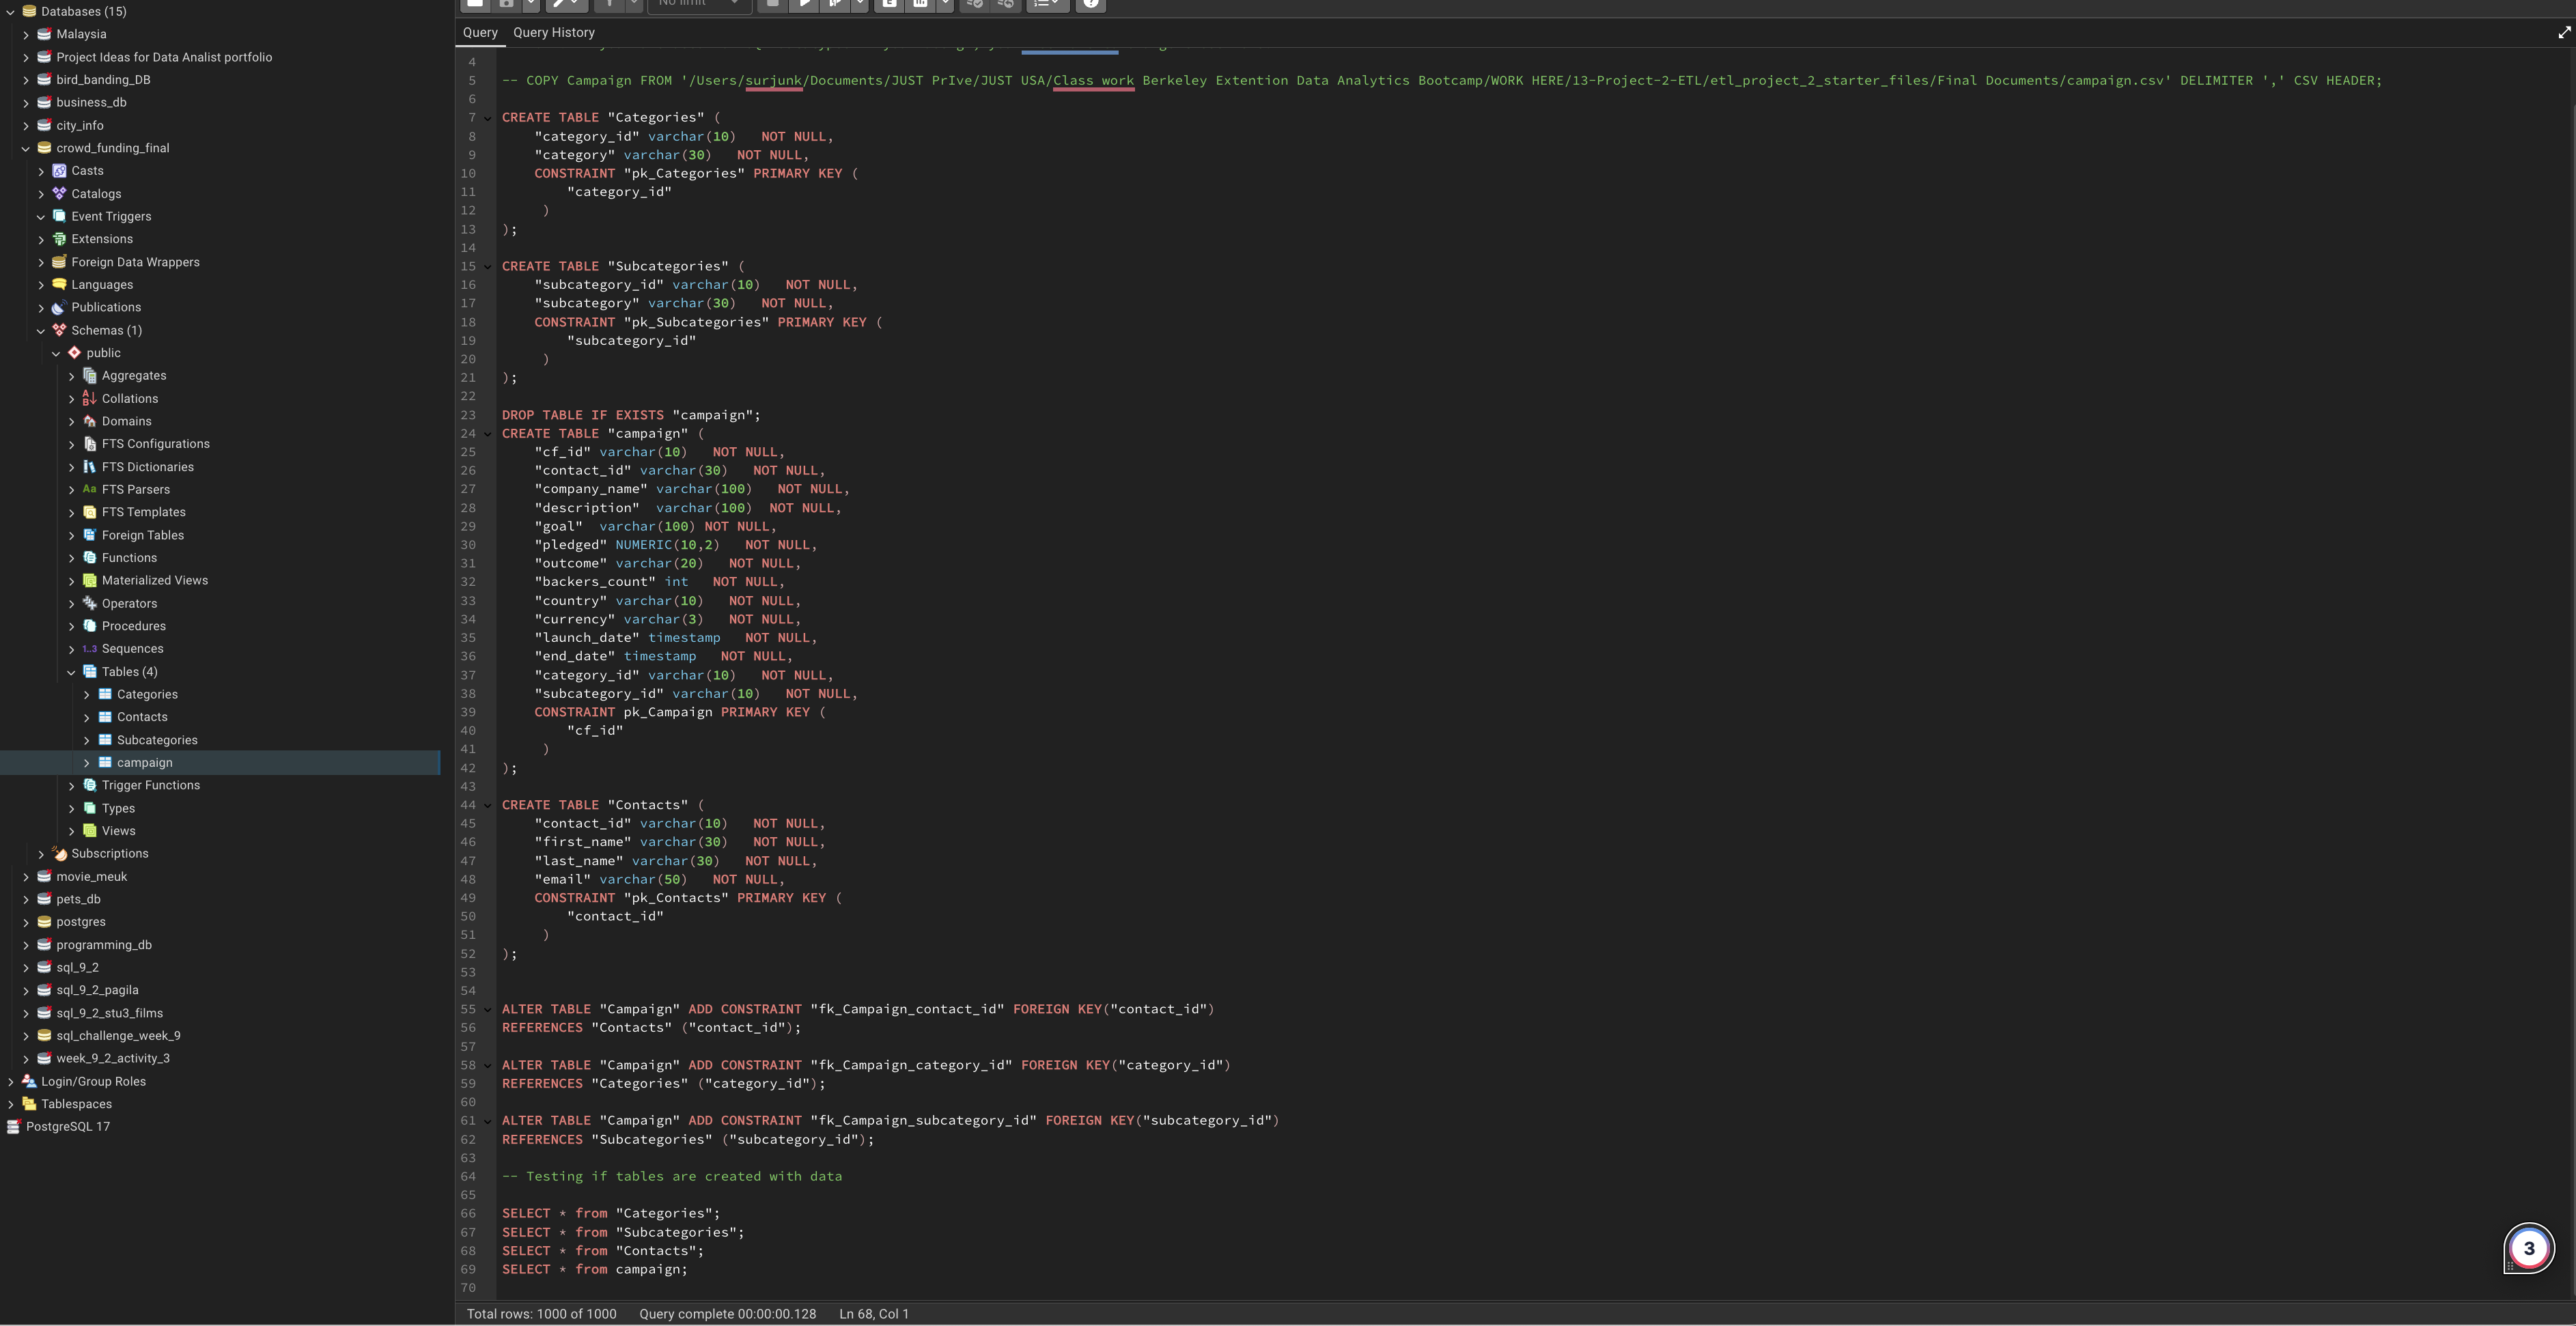 Databases (15)
Malaysia
Project Ideas for Data Analist portfolio
bird_banding_DB
business_db
city_info
crowd_funding_final
Casts
Catalogs
Event Triggers
Extensions
Foreign Data Wrappers
Languages
Publications
Schemas (1)
public
Aggregates
Collations
Domains
FTS Configurations
FTS Dictionaries
Aa FTS Parsers
FTS Templates
Foreign Tables
Functions
Materialized Views
Operators
Procedures
1..3 Sequences
Tables (4)
Categories
Contacts
Subcategories
campaign
Trigger Functions
Types
Views
Subscriptions
movie_meuk
pets_db
postgres
programming_db
sql_9_2
sql_9_2_pagila
sql_9_2_stu3_films
sql_challenge_week_9
week_9_2_activity_3
Login/Group Roles
Tablespaces
PostgreSQL 17
No limit
Query Query History
4
5 -- COPY Campaign FROM '/Users/surjunk/Documents/JUST PrIve/JUST USA/Class work Berkeley Extention Data Analytics Bootcamp/WORK HERE/13-Project-2-ETL/etl_project_2_starter_files/Final Documents/campaign.csv' DELIMITER ',' CSV HEADER;
6
7 CREATE TABLE "Categories" (
8 "category_id" varchar(10) NOT NULL,
9 "category" varchar(30) NOT NULL,
10 CONSTRAINT "pk_Categories" PRIMARY KEY (
11 "category_id"
12 )
13 );
14
15 CREATE TABLE "Subcategories" (
16 "subcategory_id" varchar(10) NOT NULL,
17 "subcategory" varchar(30) NOT NULL,
18 CONSTRAINT "pk_Subcategories" PRIMARY KEY (
19 "subcategory_id"
20 )
21 );
22
23 DROP TABLE IF EXISTS "campaign";
24 CREATE TABLE "campaign" (
25 "cf_id" varchar(10) NOT NULL,
26 "contact_id" varchar(30) NOT NULL,
27 "company_name" varchar(100) NOT NULL,
28 "description" varchar(100) NOT NULL,
29 "goal" varchar(100) NOT NULL,
30 "pledged" NUMERIC(10,2) NOT NULL,
31 "outcome" varchar(20) NOT NULL,
32 "backers_count" int NOT NULL,
33 "country" varchar(10) NOT NULL,
34 "currency" varchar(3) NOT NULL,
35 "launch_date" timestamp NOT NULL,
36 "end_date" timestamp NOT NULL,
37 "category_id" varchar(10) NOT NULL,
38 "subcategory_id" varchar(10) NOT NULL,
39 CONSTRAINT pk_Campaign PRIMARY KEY (
40 "cf_id"
41 )
42 );
43
44 CREATE TABLE "Contacts" (
45 "contact_id" varchar(10) NOT NULL,
46 "first_name" varchar(30) NOT NULL,
47 "last_name" varchar(30) NOT NULL,
48 "email" varchar(50) NOT NULL,
49 CONSTRAINT "pk_Contacts" PRIMARY KEY (
50 "contact_id"
51 )
52 );
53
54
55 ALTER TABLE "Campaign" ADD CONSTRAINT "fk_Campaign_contact_id" FOREIGN KEY("contact_id")
56 REFERENCES "Contacts" ("contact_id");
57
58 ALTER TABLE "Campaign" ADD CONSTRAINT "fk_Campaign_category_id" FOREIGN KEY("category_id")
59 REFERENCES "Categories" ("category_id");
60
61 ALTER TABLE "Campaign" ADD CONSTRAINT "fk_Campaign_subcategory_id" FOREIGN KEY("subcategory_id")
62 REFERENCES "Subcategories" ("subcategory_id");
63
64 -- Testing if tables are created with data
65
66 SELECT * from "Categories";
67 SELECT * from "Subcategories";
68 SELECT * from "Contacts";
69 SELECT * from campaign;
70
3
Total rows: 1000 of 1000 Query complete 00:00:00.128 Ln 68, Col 1